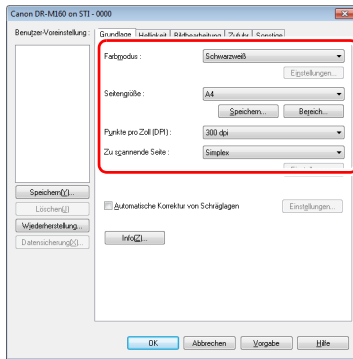 Canon DR-M160 on STI - 0000
Benutzer-Voreinstellung :
Grundlage Helligkeit Bildbearbeitung Zufuhr Sonstige
Farbmodus : Schwarzweiß
Einstellungen...
Seitengröße : A4
Speichern... Bereich...
Punkte pro Zoll (DPI) : 300 dpi
Zu scannende Seite : Simplex
Speichern(Y)...
Löschen(J)
Wiederherstellung...
Datensicherung(X)...
Automatische Korrektur von Schräglagen Einstellungen...
Info(Z)...
OK Abbrechen Vorgabe Hilfe